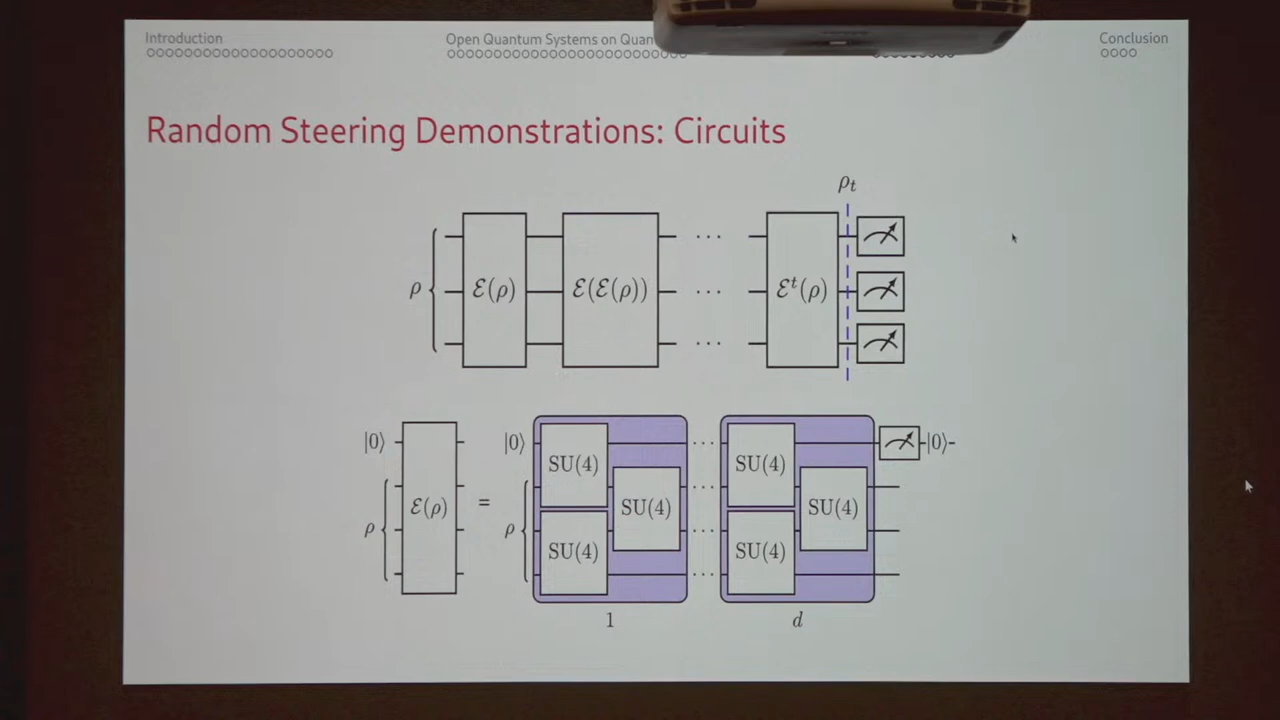 Introduction
Open Quantum Systems on Quan
Conclusion
Random Steering Demonstrations: Circuits
ρt
ρ { ℰ(ρ) ℰ(ℰ(ρ)) ··· ℰᵗ(ρ)
|0⟩ |0⟩ SU(4) ··· SU(4) |0⟩
ρ { ℰ(ρ) = ρ { SU(4) ··· SU(4)
SU(4) ··· SU(4)
1 d